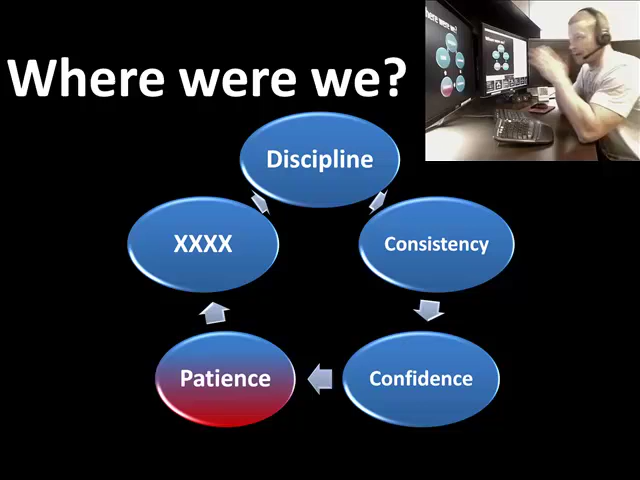 Where were we?
Discipline
XXXX
Consistency
Patience
Confidence